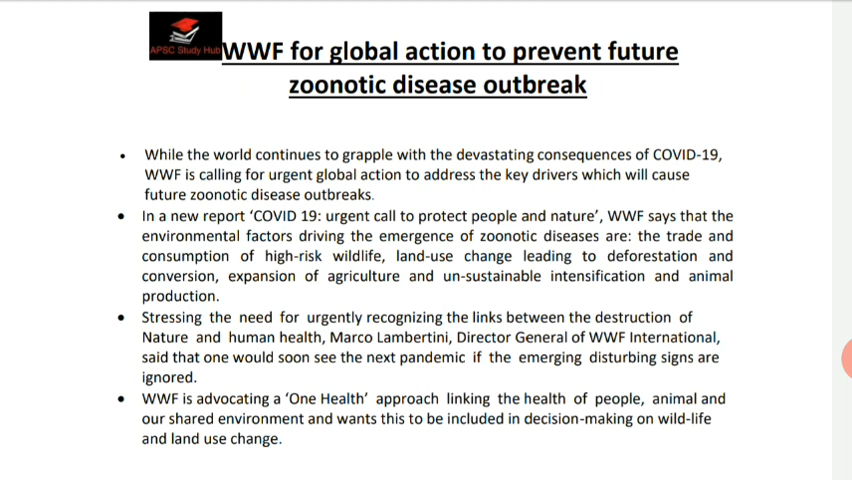 APSC Study Hub
WWF for global action to prevent future
zoonotic disease outbreak
• While the world continues to grapple with the devastating consequences of COVID-19,
WWF is calling for urgent global action to address the key drivers which will cause
future zoonotic disease outbreaks.
• In a new report ‘COVID 19: urgent call to protect people and nature’, WWF says that the
environmental factors driving the emergence of zoonotic diseases are: the trade and
consumption of high-risk wildlife, land-use change leading to deforestation and
conversion, expansion of agriculture and un-sustainable intensification and animal
production.
• Stressing the need for urgently recognizing the links between the destruction of
Nature and human health, Marco Lambertini, Director General of WWF International,
said that one would soon see the next pandemic if the emerging disturbing signs are
ignored.
• WWF is advocating a ‘One Health’ approach linking the health of people, animal and
our shared environment and wants this to be included in decision-making on wild-life
and land use change.